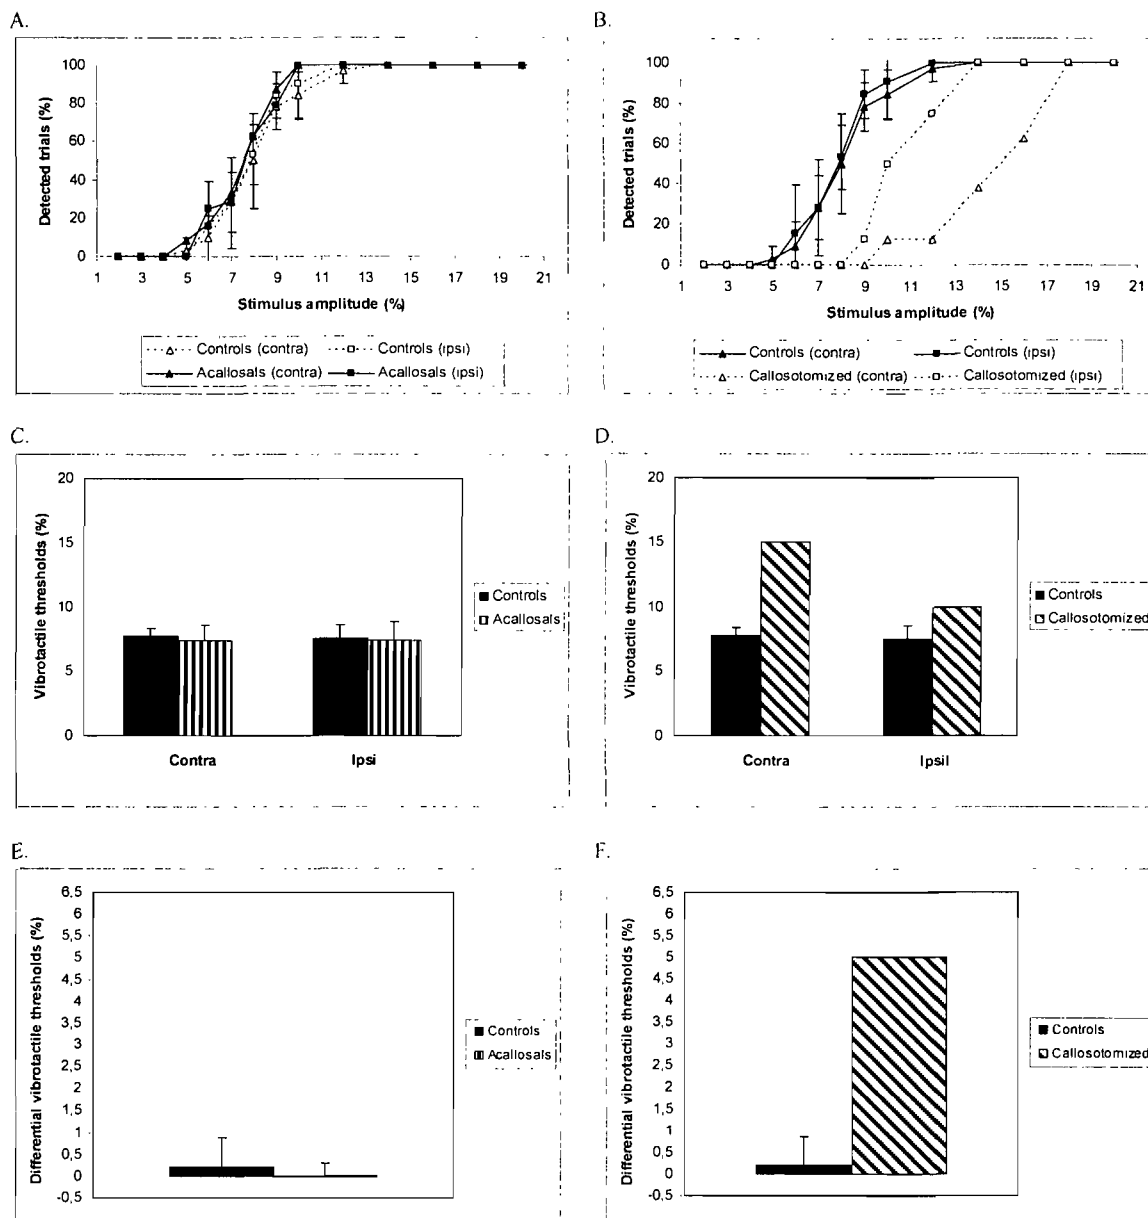 A.
Detected trials (%)
100
80
60
40
20
0
1 3 5 7 9 11 13 15 17 19 21
Stimulus amplitude (%)
Controls (contra) Controls (ipsi)
Acallosals (contra) Acallosals (ipsi)
B.
Detected trials (%)
100
80
60
40
20
0
1 3 5 7 9 11 13 15 17 19 21
Stimulus amplitude (%)
Controls (contra) Controls (ipsi)
Callosotomized (contra) Callosotomized (ipsi)
C.
Vibrotactile thresholds (%)
20
15
10
5
0
Contra Ipsi
Controls
Acallosals
D.
Vibrotactile thresholds (%)
20
15
10
5
0
Contra Ipsil
Controls
Callosotomized
E.
Differential vibrotactile thresholds (%)
6,5
6
5,5
5
4,5
4
3,5
3
2,5
2
1,5
1
0,5
0
-0,5
Controls
Acallosals
F.
Differential vibrotactile thresholds (%)
6,5
6
5,5
5
4,5
4
3,5
3
2,5
2
1,5
1
0,5
0
-0,5
Controls
Callosotomized